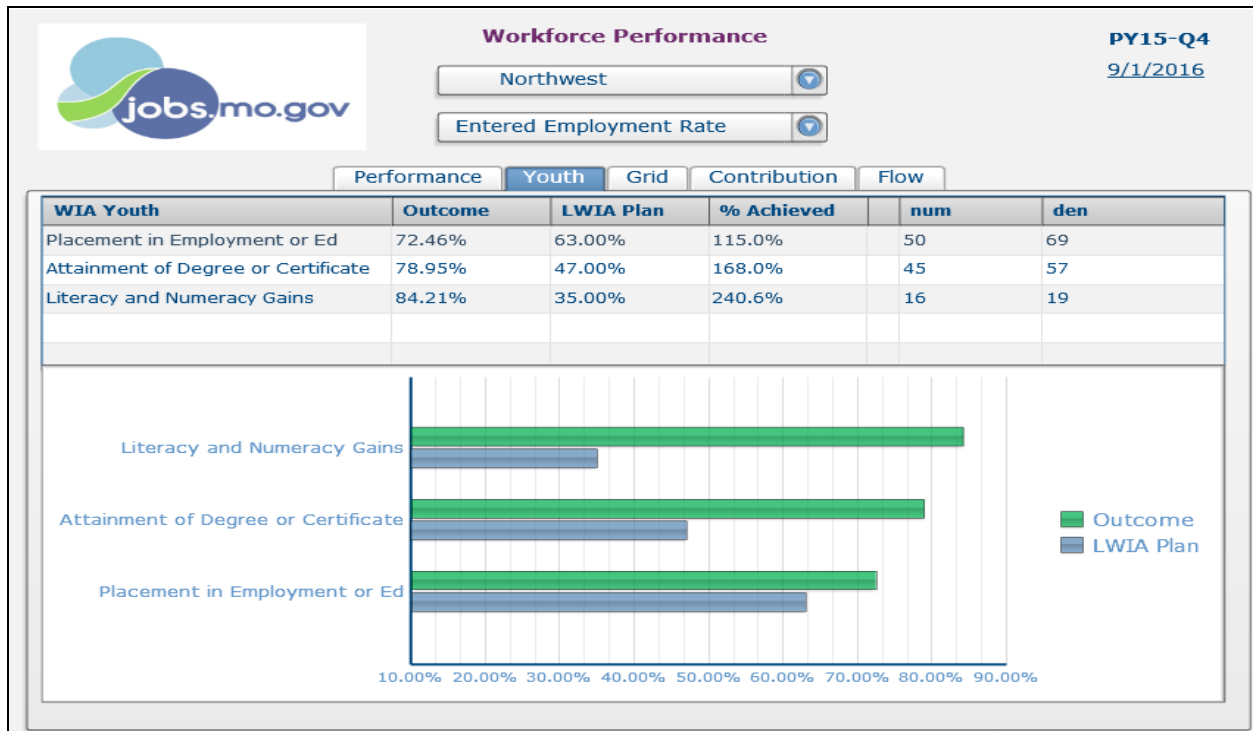 jobs.mo.gov
Workforce Performance
PY15-Q4
Northwest
9/1/2016
Entered Employment Rate
Performance Youth Grid Contribution Flow
WIA Youth Outcome LWIA Plan % Achieved num den
Placement in Employment or Ed 72.46% 63.00% 115.0% 50 69
Attainment of Degree or Certificate 78.95% 47.00% 168.0% 45 57
Literacy and Numeracy Gains 84.21% 35.00% 240.6% 16 19
Literacy and Numeracy Gains
Attainment of Degree or Certificate
Placement in Employment or Ed
Outcome
LWIA Plan
10.00% 20.00% 30.00% 40.00% 50.00% 60.00% 70.00% 80.00% 90.00%